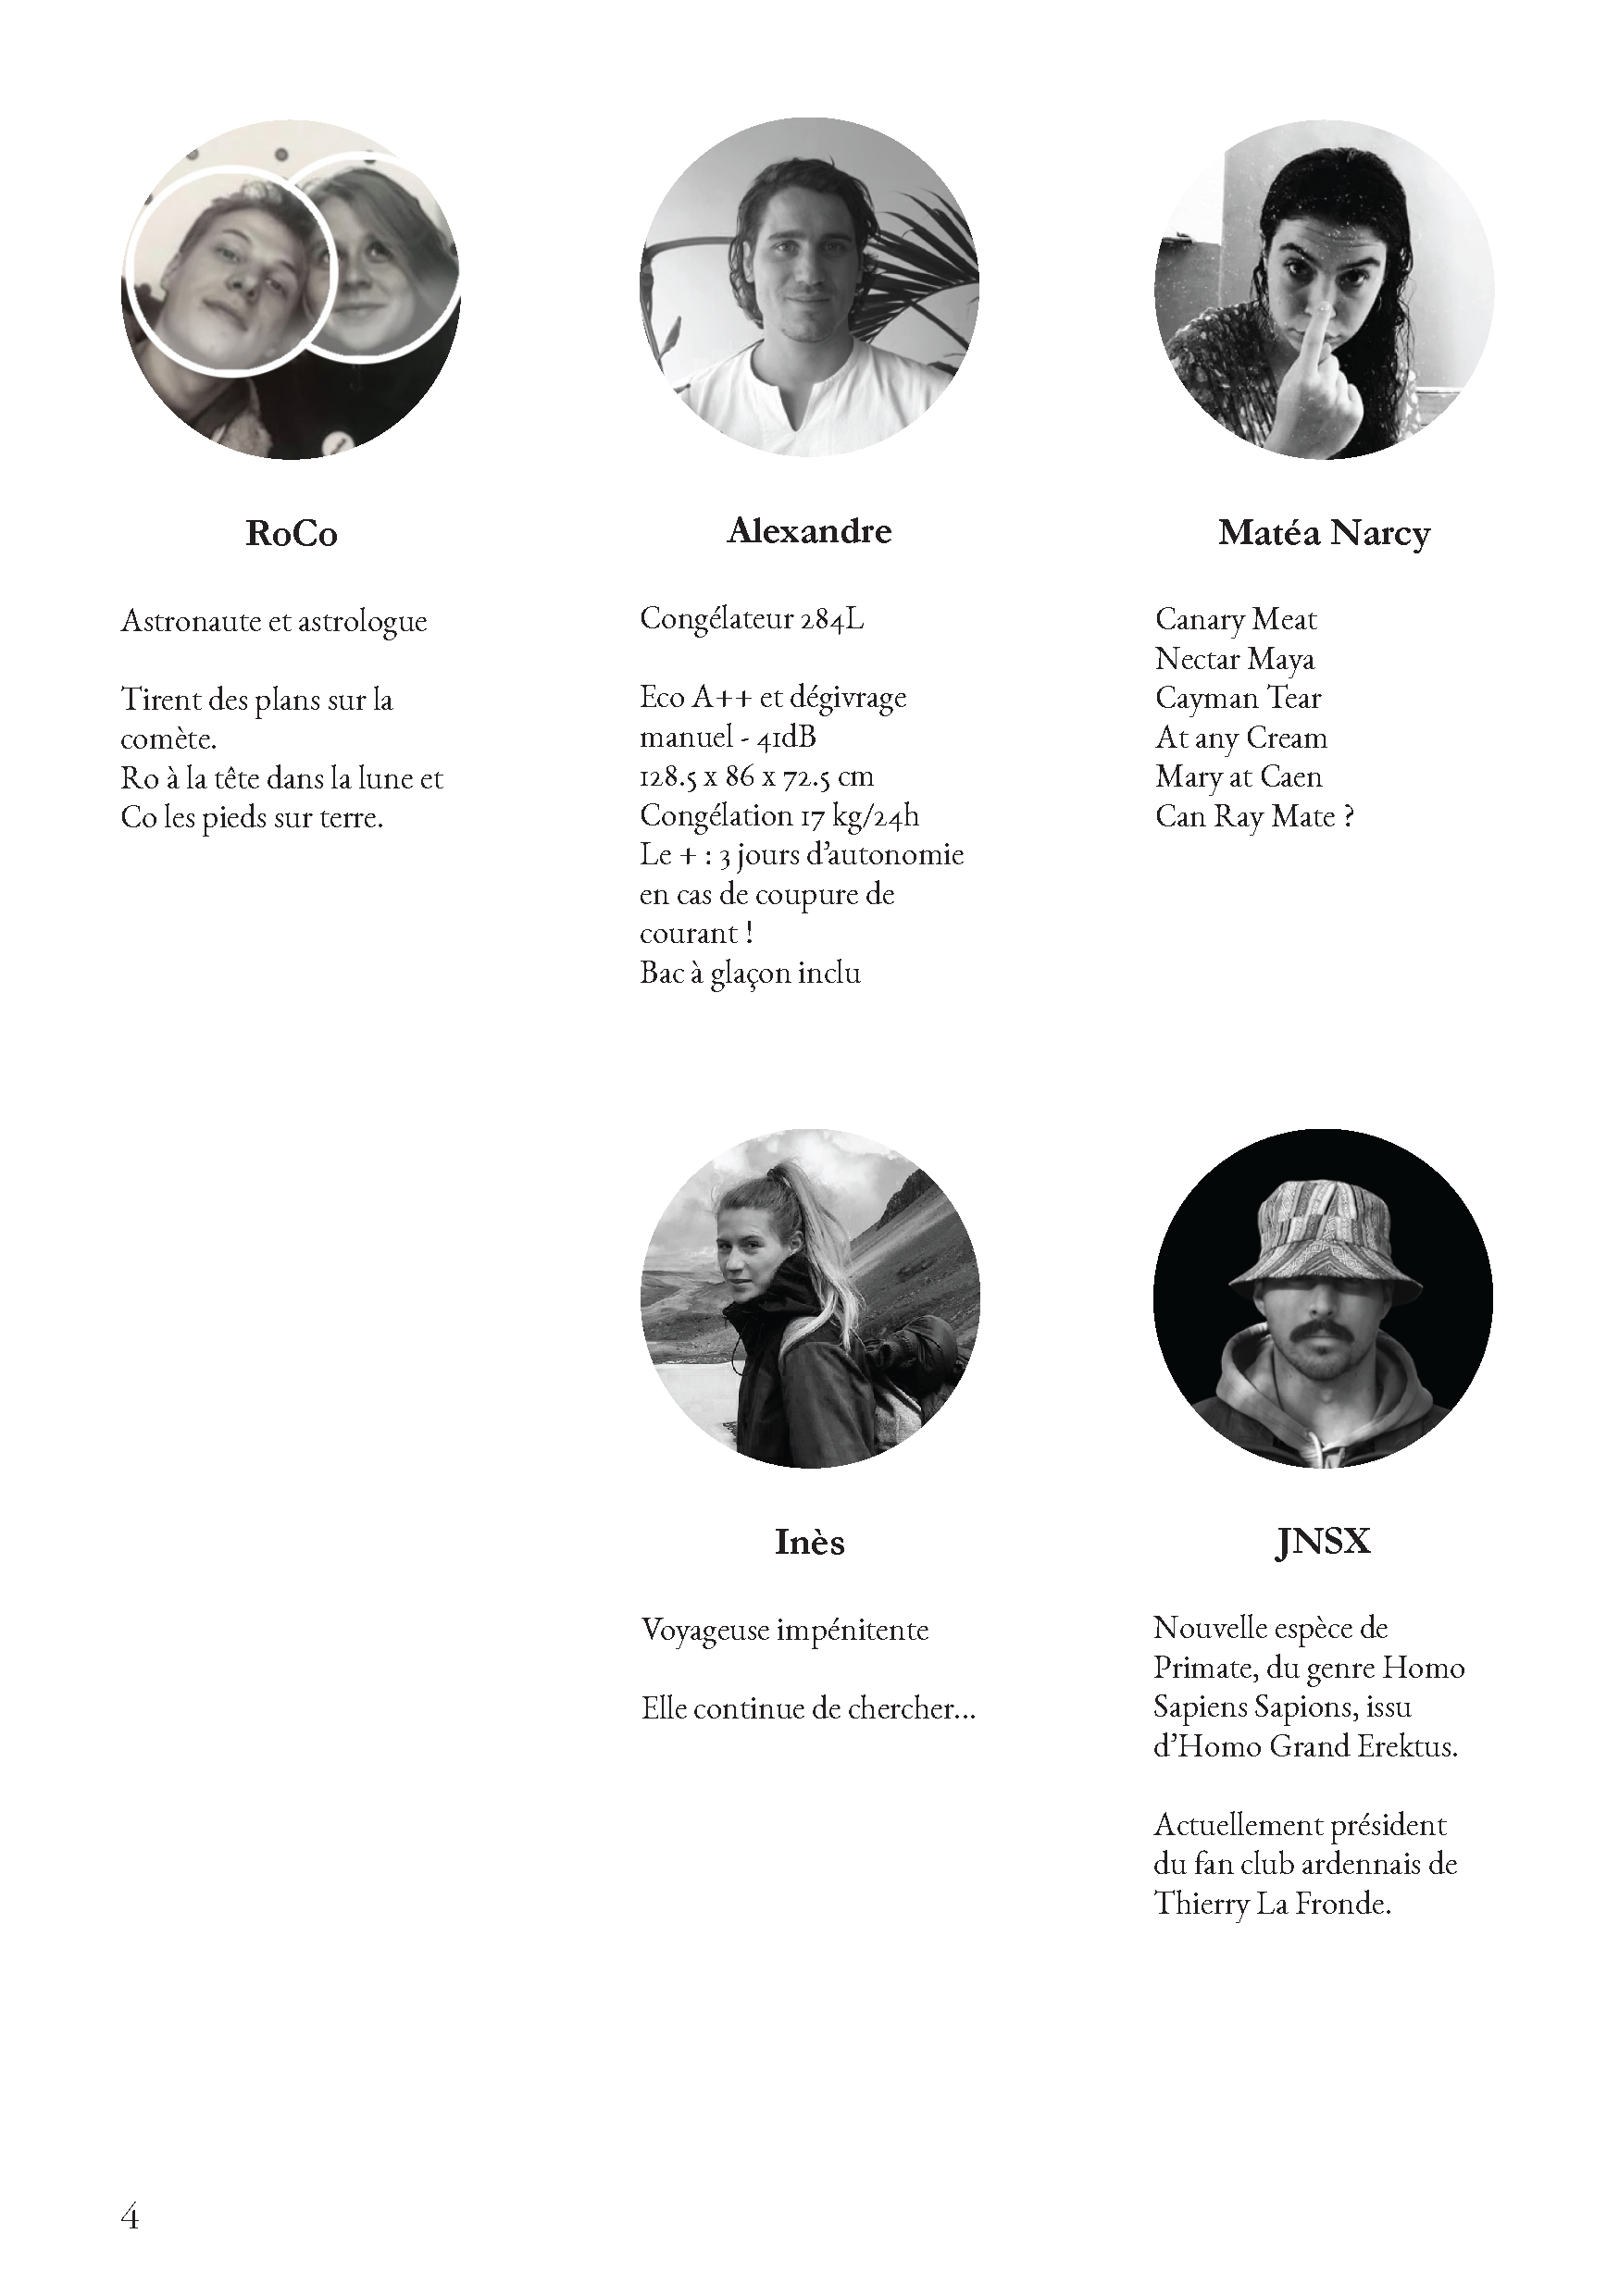 RoCo
Astronaute et astrologue
Tirent des plans sur la
comète.
Ro à la tête dans la lune et
Co les pieds sur terre.
Alexandre
Congélateur 284L
Eco A++ et dégivrage
manuel - 41dB
128.5 x 86 x 72.5 cm
Congélation 17 kg/24h
Le + : 3 jours d’autonomie
en cas de coupure de
courant !
Bac à glaçon inclu
Matéa Narcy
Canary Meat
Nectar Maya
Cayman Tear
At any Cream
Mary at Caen
Can Ray Mate ?
Inès
Voyageuse impénitente
Elle continue de chercher...
JNSX
Nouvelle espèce de
Primate, du genre Homo
Sapiens Sapions, issu
d’Homo Grand Erektus.
Actuellement président
du fan club ardennais de
Thierry La Fronde.
4